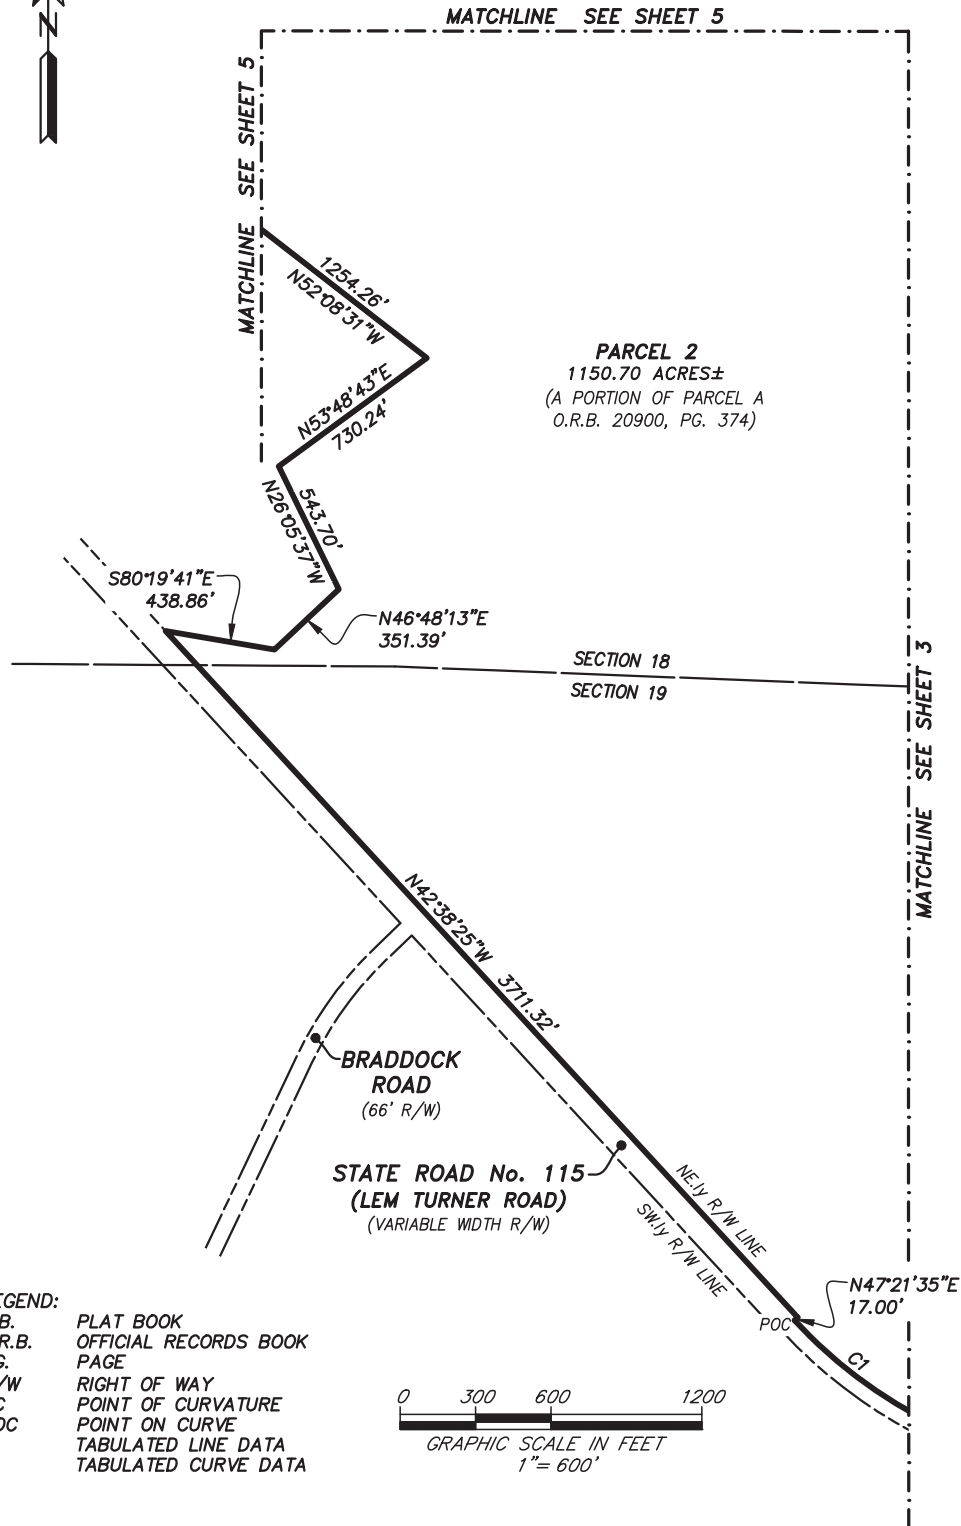 MATCHLINE SEE SHEET 5
N
MATCHLINE SEE SHEET 5
1254.26'
N52°08'31"W
PARCEL 2
1150.70 ACRES±
(A PORTION OF PARCEL A
O.R.B. 20900, PG. 374)
N53°48'43"E
730.24'
543.70'
N26°05'37"W
S80°19'41"E
438.86'
N46°48'13"E
351.39'
SECTION 18
SECTION 19
MATCHLINE SEE SHEET 3
N42°38'25"W 3711.32'
BRADDOCK
ROAD
(66' R/W)
STATE ROAD No. 115
(LEM TURNER ROAD)
(VARIABLE WIDTH R/W)
NE.ly R/W LINE
SW.ly R/W LINE
N47°21'35"E
17.00'
POC
C1
EGEND:
B. PLAT BOOK
R.B. OFFICIAL RECORDS BOOK
G. PAGE
/W RIGHT OF WAY
C POINT OF CURVATURE
OC POINT ON CURVE
TABULATED LINE DATA
TABULATED CURVE DATA
0 300 600 1200
GRAPHIC SCALE IN FEET
1"= 600'